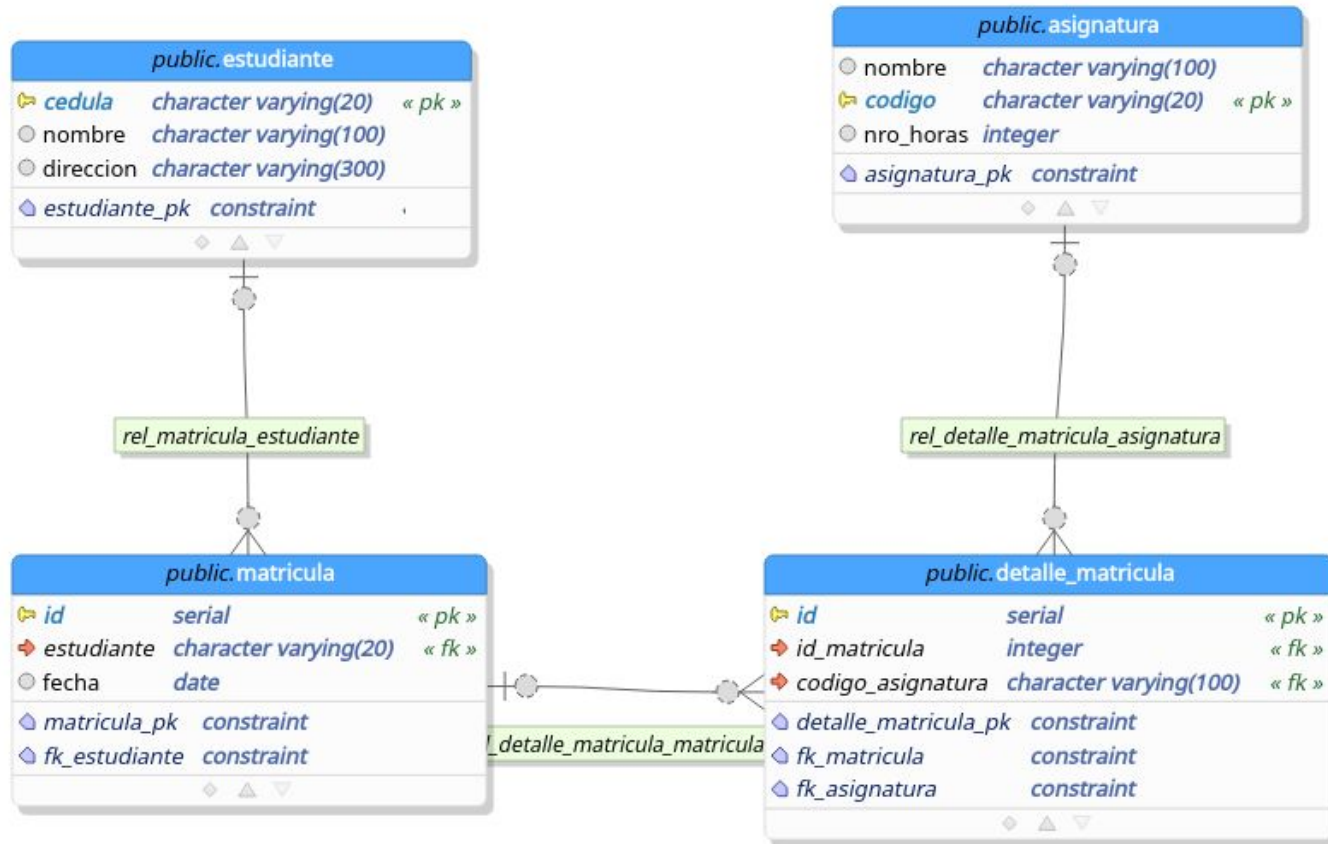 public.estudiante
cedula character varying(20) « pk »
nombre character varying(100)
direccion character varying(300)
estudiante_pk constraint
public.asignatura
nombre character varying(100)
codigo character varying(20) « pk »
nro_horas integer
asignatura_pk constraint
rel_matricula_estudiante
rel_detalle_matricula_asignatura
public.matricula
id serial « pk »
estudiante character varying(20) « fk »
fecha date
matricula_pk constraint
fk_estudiante constraint
l_detalle_matricula_matricula
public.detalle_matricula
id serial « pk »
id_matricula integer « fk »
codigo_asignatura character varying(100) « fk »
detalle_matricula_pk constraint
fk_matricula constraint
fk_asignatura constraint